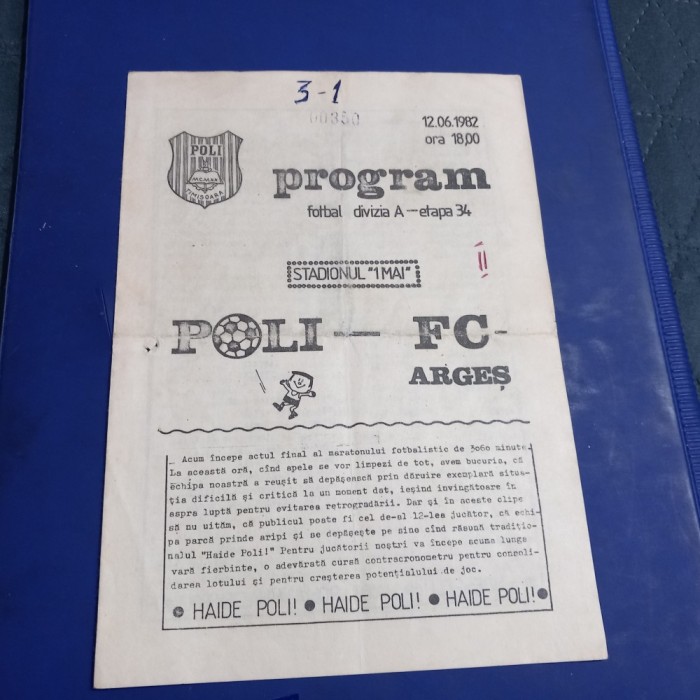 3-1
00350
12.06.1982
ora 18,00
POLI
MCMXXI
TIMISOARA
program
fotbal divizia A — etapa 34
STADIONUL "1 MAI"
II
POLI — FC-
ARGEȘ
Acum începe actul final al maratonului fotbalistic de 3060 minute.
La această oră, cînd apele se vor limpezi de tot, avem bucuria, că
echipa noastră a reușit să depășească prin dăruire exemplară situa-
ția dificilă și critică la un moment dat, ieșind învingătoare în
aspra luptă pentru evitarea retrogradării. Dar și în aceste clipe
să nu uităm, că publicul poate fi cel de-al 12-lea jucător, că echi-
pa parcă prinde aripi și se depășește pe sine cînd răsună tradițio-
nalul "Haide Poli!" Pentru jucătorii noștri va începe acum lunga
vară fierbinte, o adevărată cursă contracronometru pentru consoli-
darea lotului și pentru creșterea potențialului de joc.
HAIDE POLI! ● HAIDE POLI! ● HAIDE POLI!